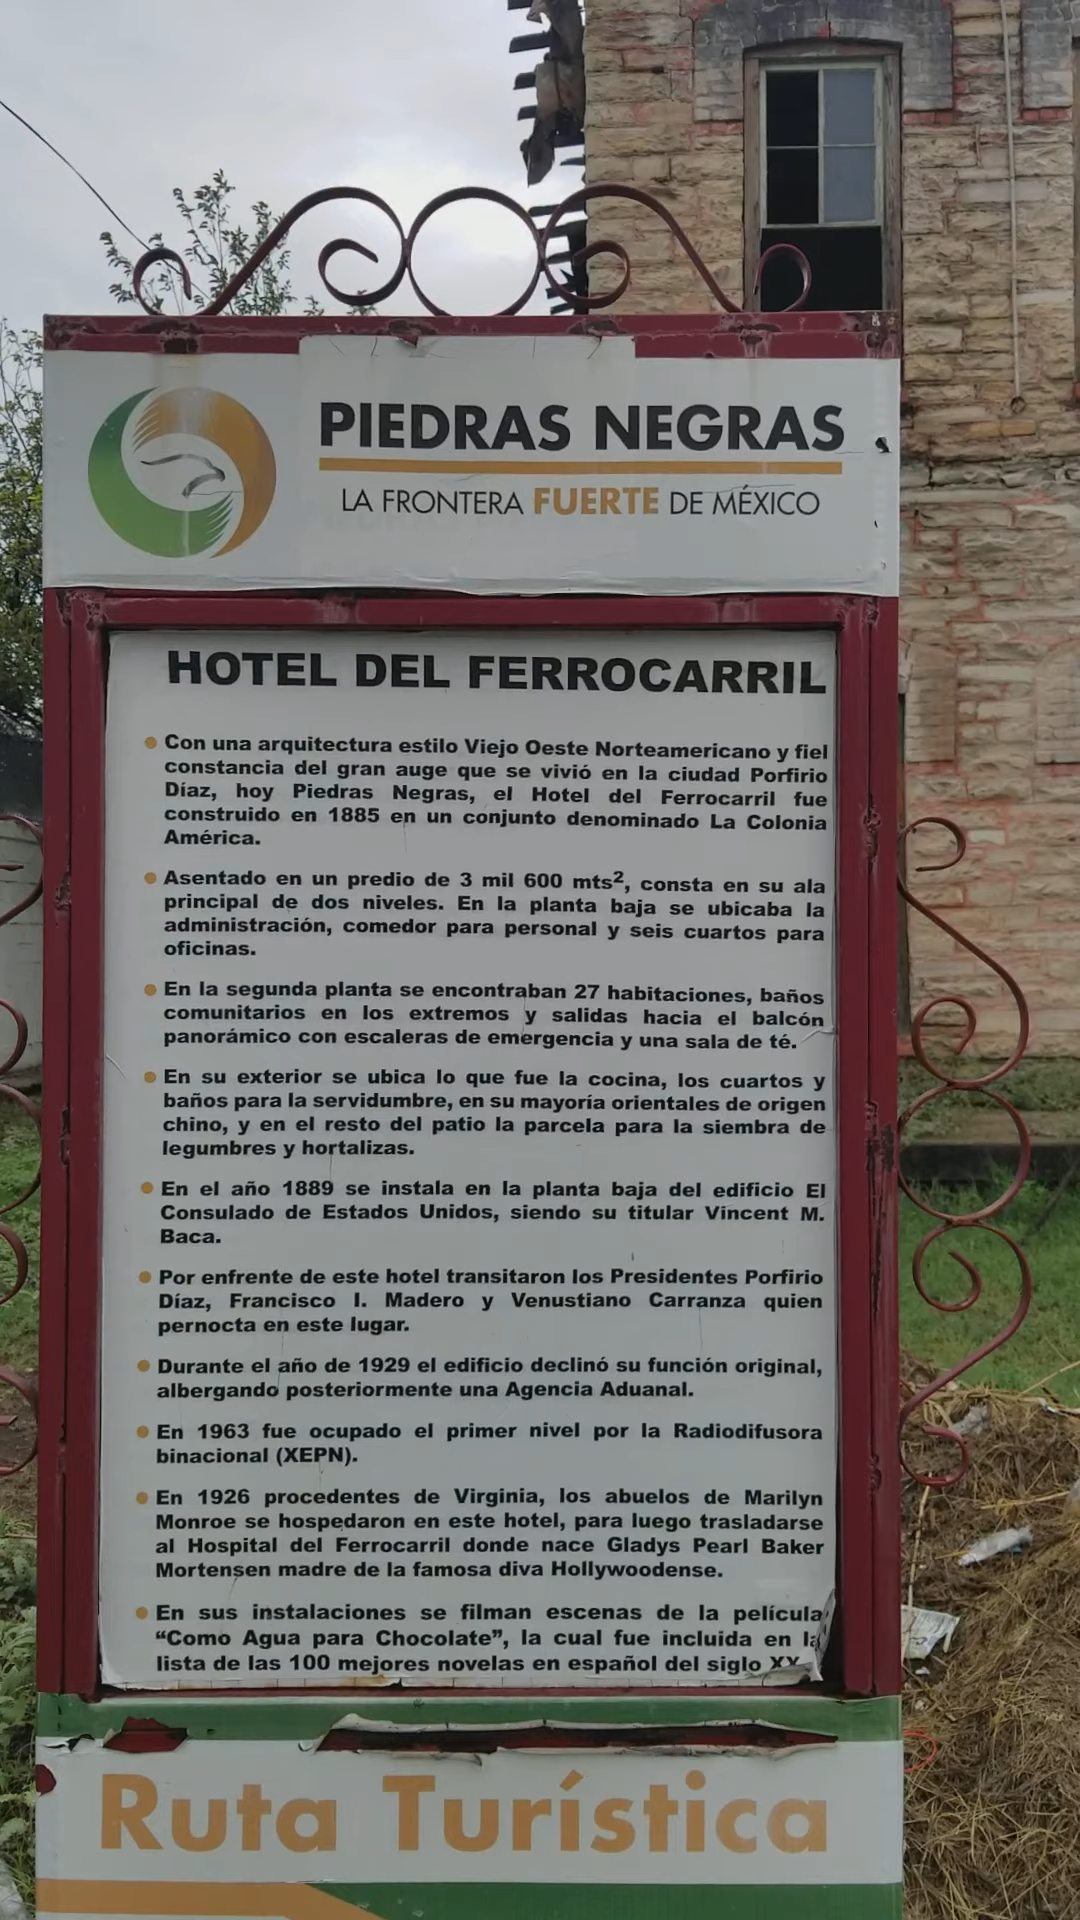 PIEDRAS NEGRAS
LA FRONTERA FUERTE DE MÉXICO
HOTEL DEL FERROCARRIL
Con una arquitectura estilo Viejo Oeste Norteamericano y fiel
constancia del gran auge que se vivió en la ciudad Porfirio
Díaz, hoy Piedras Negras, el Hotel del Ferrocarril fue
construido en 1885 en un conjunto denominado La Colonia
América.
Asentado en un predio de 3 mil 600 mts², consta en su ala
principal de dos niveles. En la planta baja se ubicaba la
administración, comedor para personal y seis cuartos para
oficinas.
En la segunda planta se encontraban 27 habitaciones, baños
comunitarios en los extremos y salidas hacia el balcón
panorámico con escaleras de emergencia y una sala de té.
En su exterior se ubica lo que fue la cocina, los cuartos y
baños para la servidumbre, en su mayoría orientales de origen
chino, y en el resto del patio la parcela para la siembra de
legumbres y hortalizas.
En el año 1889 se instala en la planta baja del edificio El
Consulado de Estados Unidos, siendo su titular Vincent M.
Baca.
Por enfrente de este hotel transitaron los Presidentes Porfirio
Díaz, Francisco I. Madero y Venustiano Carranza quien
pernocta en este lugar.
Durante el año de 1929 el edificio declinó su función original,
albergando posteriormente una Agencia Aduanal.
En 1963 fue ocupado el primer nivel por la Radiodifusora
binacional (XEPN).
En 1926 procedentes de Virginia, los abuelos de Marilyn
Monroe se hospedaron en este hotel, para luego trasladarse
al Hospital del Ferrocarril donde nace Gladys Pearl Baker
Mortensen madre de la famosa diva Hollywoodense.
En sus instalaciones se filman escenas de la película
“Como Agua para Chocolate”, la cual fue incluida en la
lista de las 100 mejores novelas en español del siglo XX
Ruta Turística